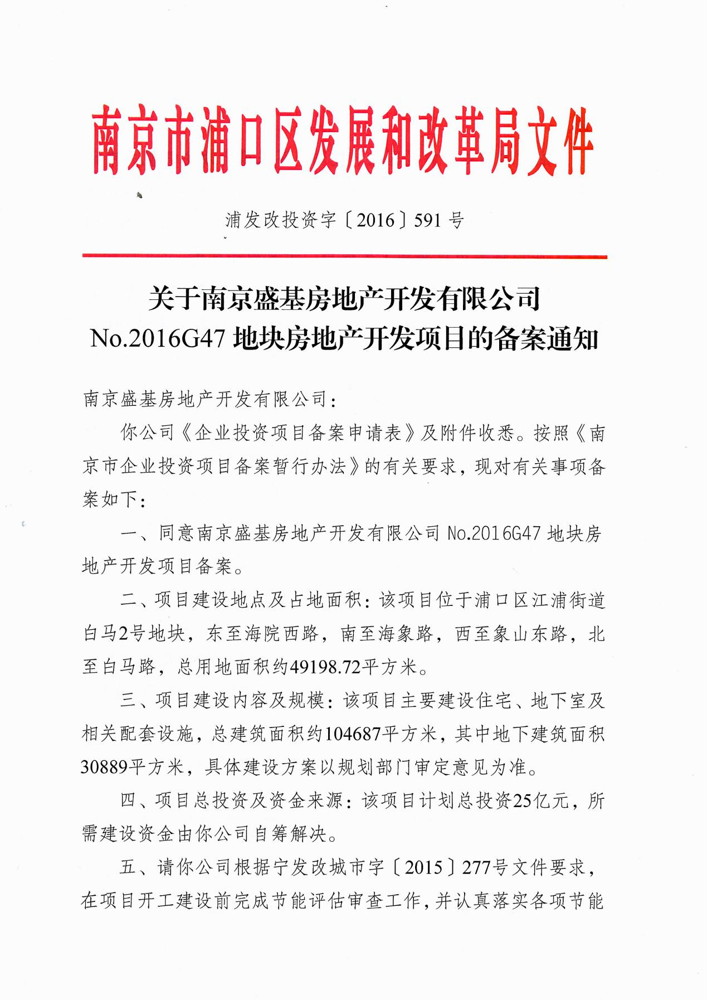 南京市浦口区发展和改革局文件
浦发改投资字〔2016〕591 号
关于南京盛基房地产开发有限公司
No.2016G47 地块房地产开发项目的备案通知
南京盛基房地产开发有限公司：
你公司《企业投资项目备案申请表》及附件收悉。按照《南
京市企业投资项目备案暂行办法》的有关要求，现对有关事项备
案如下：
一、同意南京盛基房地产开发有限公司 No.2016G47 地块房
地产开发项目备案。
二、项目建设地点及占地面积：该项目位于浦口区江浦街道
白马2号地块，东至海院西路，南至海象路，西至象山东路，北
至白马路，总用地面积约49198.72平方米。
三、项目建设内容及规模：该项目主要建设住宅、地下室及
相关配套设施，总建筑面积约104687平方米，其中地下建筑面积
30889平方米，具体建设方案以规划部门审定意见为准。
四、项目总投资及资金来源：该项目计划总投资25亿元，所
需建设资金由你公司自筹解决。
五、请你公司根据宁发改城市字〔2015〕277号文件要求，
在项目开工建设前完成节能评估审查工作，并认真落实各项节能